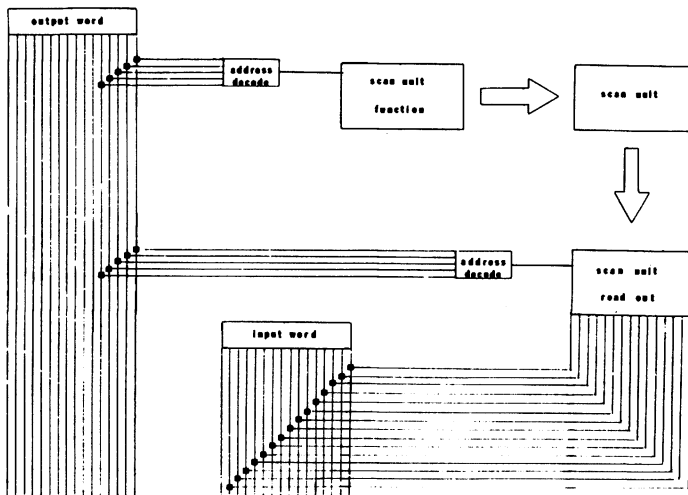 output word
address
decode
scan unit
function
scan unit
address
decode
scan unit
read out
input word